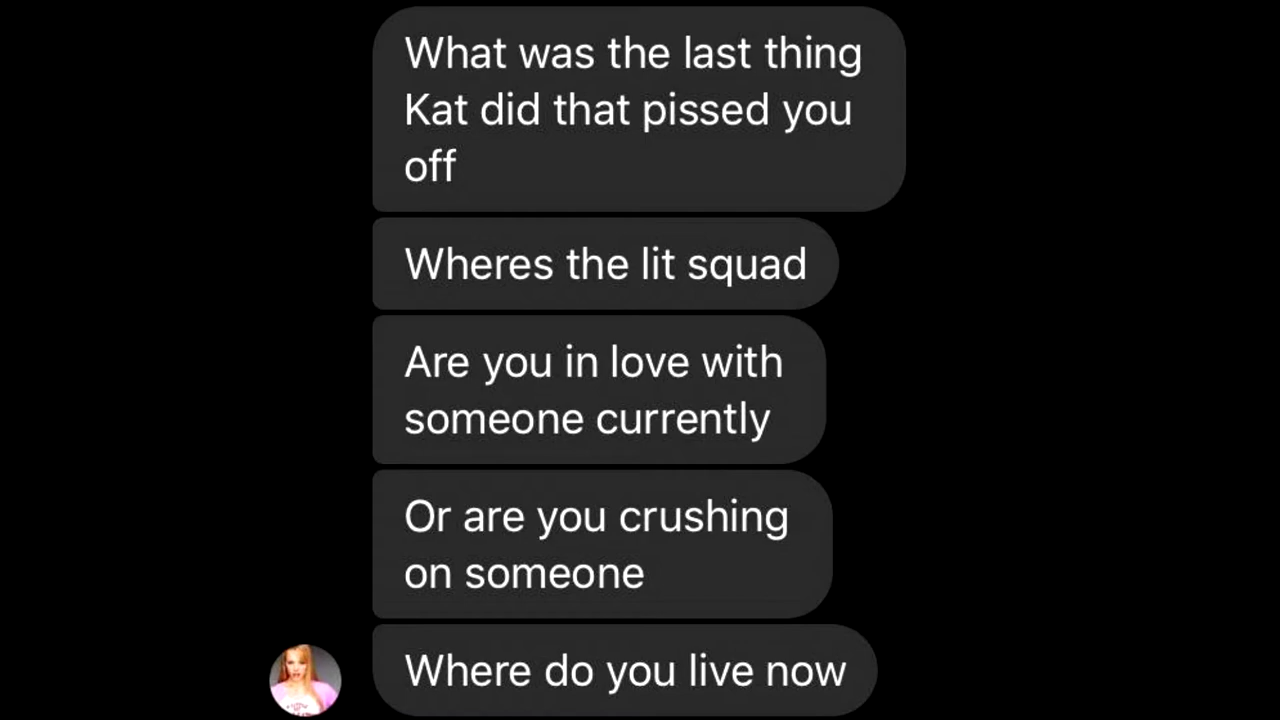 What was the last thing
Kat did that pissed you
off
Wheres the lit squad
Are you in love with
someone currently
Or are you crushing
on someone
Where do you live now